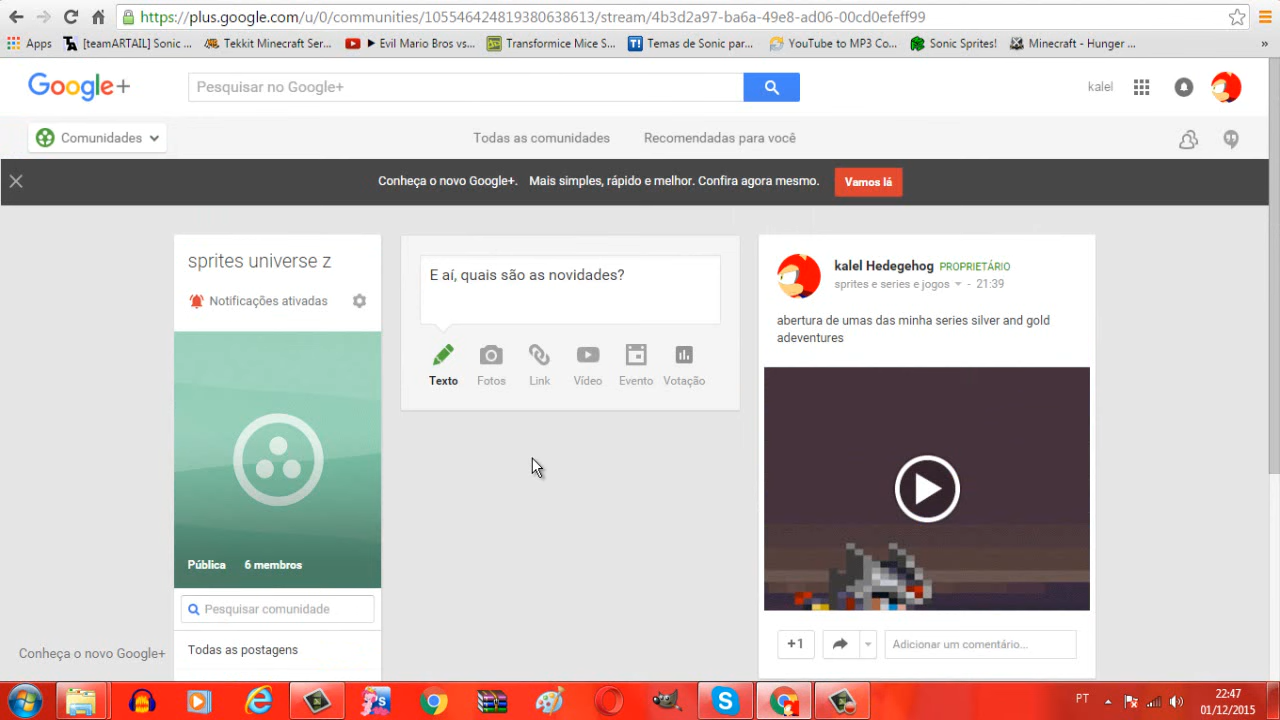 https://plus.google.com/u/0/communities/105546424819380635613/stream/4b3d2a97-ba6a-49e8-ad06-00cd0efeff99
Apps [teamARTAIL] Sonic ... Tekkit Minecraft Ser... ► Evil Mario Bros vs... Transformice Mice S... Temas de Sonic par... YouTube to MP3 Co... Sonic Sprites! Minecraft - Hunger ... »
Google+ Pesquisar no Google+ kalel
Comunidades Todas as comunidades Recomendadas para você
Conheça o novo Google+. Mais simples, rápido e melhor. Confira agora mesmo. Vamos lá
sprites universe z
Notificações ativadas
Pública 6 membros
Pesquisar comunidade
Todas as postagens
Conheça o novo Google+
E aí, quais são as novidades?
Texto Fotos Link Vídeo Evento Votação
kalel Hedegehog PROPRIETÁRIO
sprites e series e jogos - 21:39
abertura de umas das minha series silver and gold
adeventures
+1 Adicionar um comentário...
PT 22:47
01/12/2015